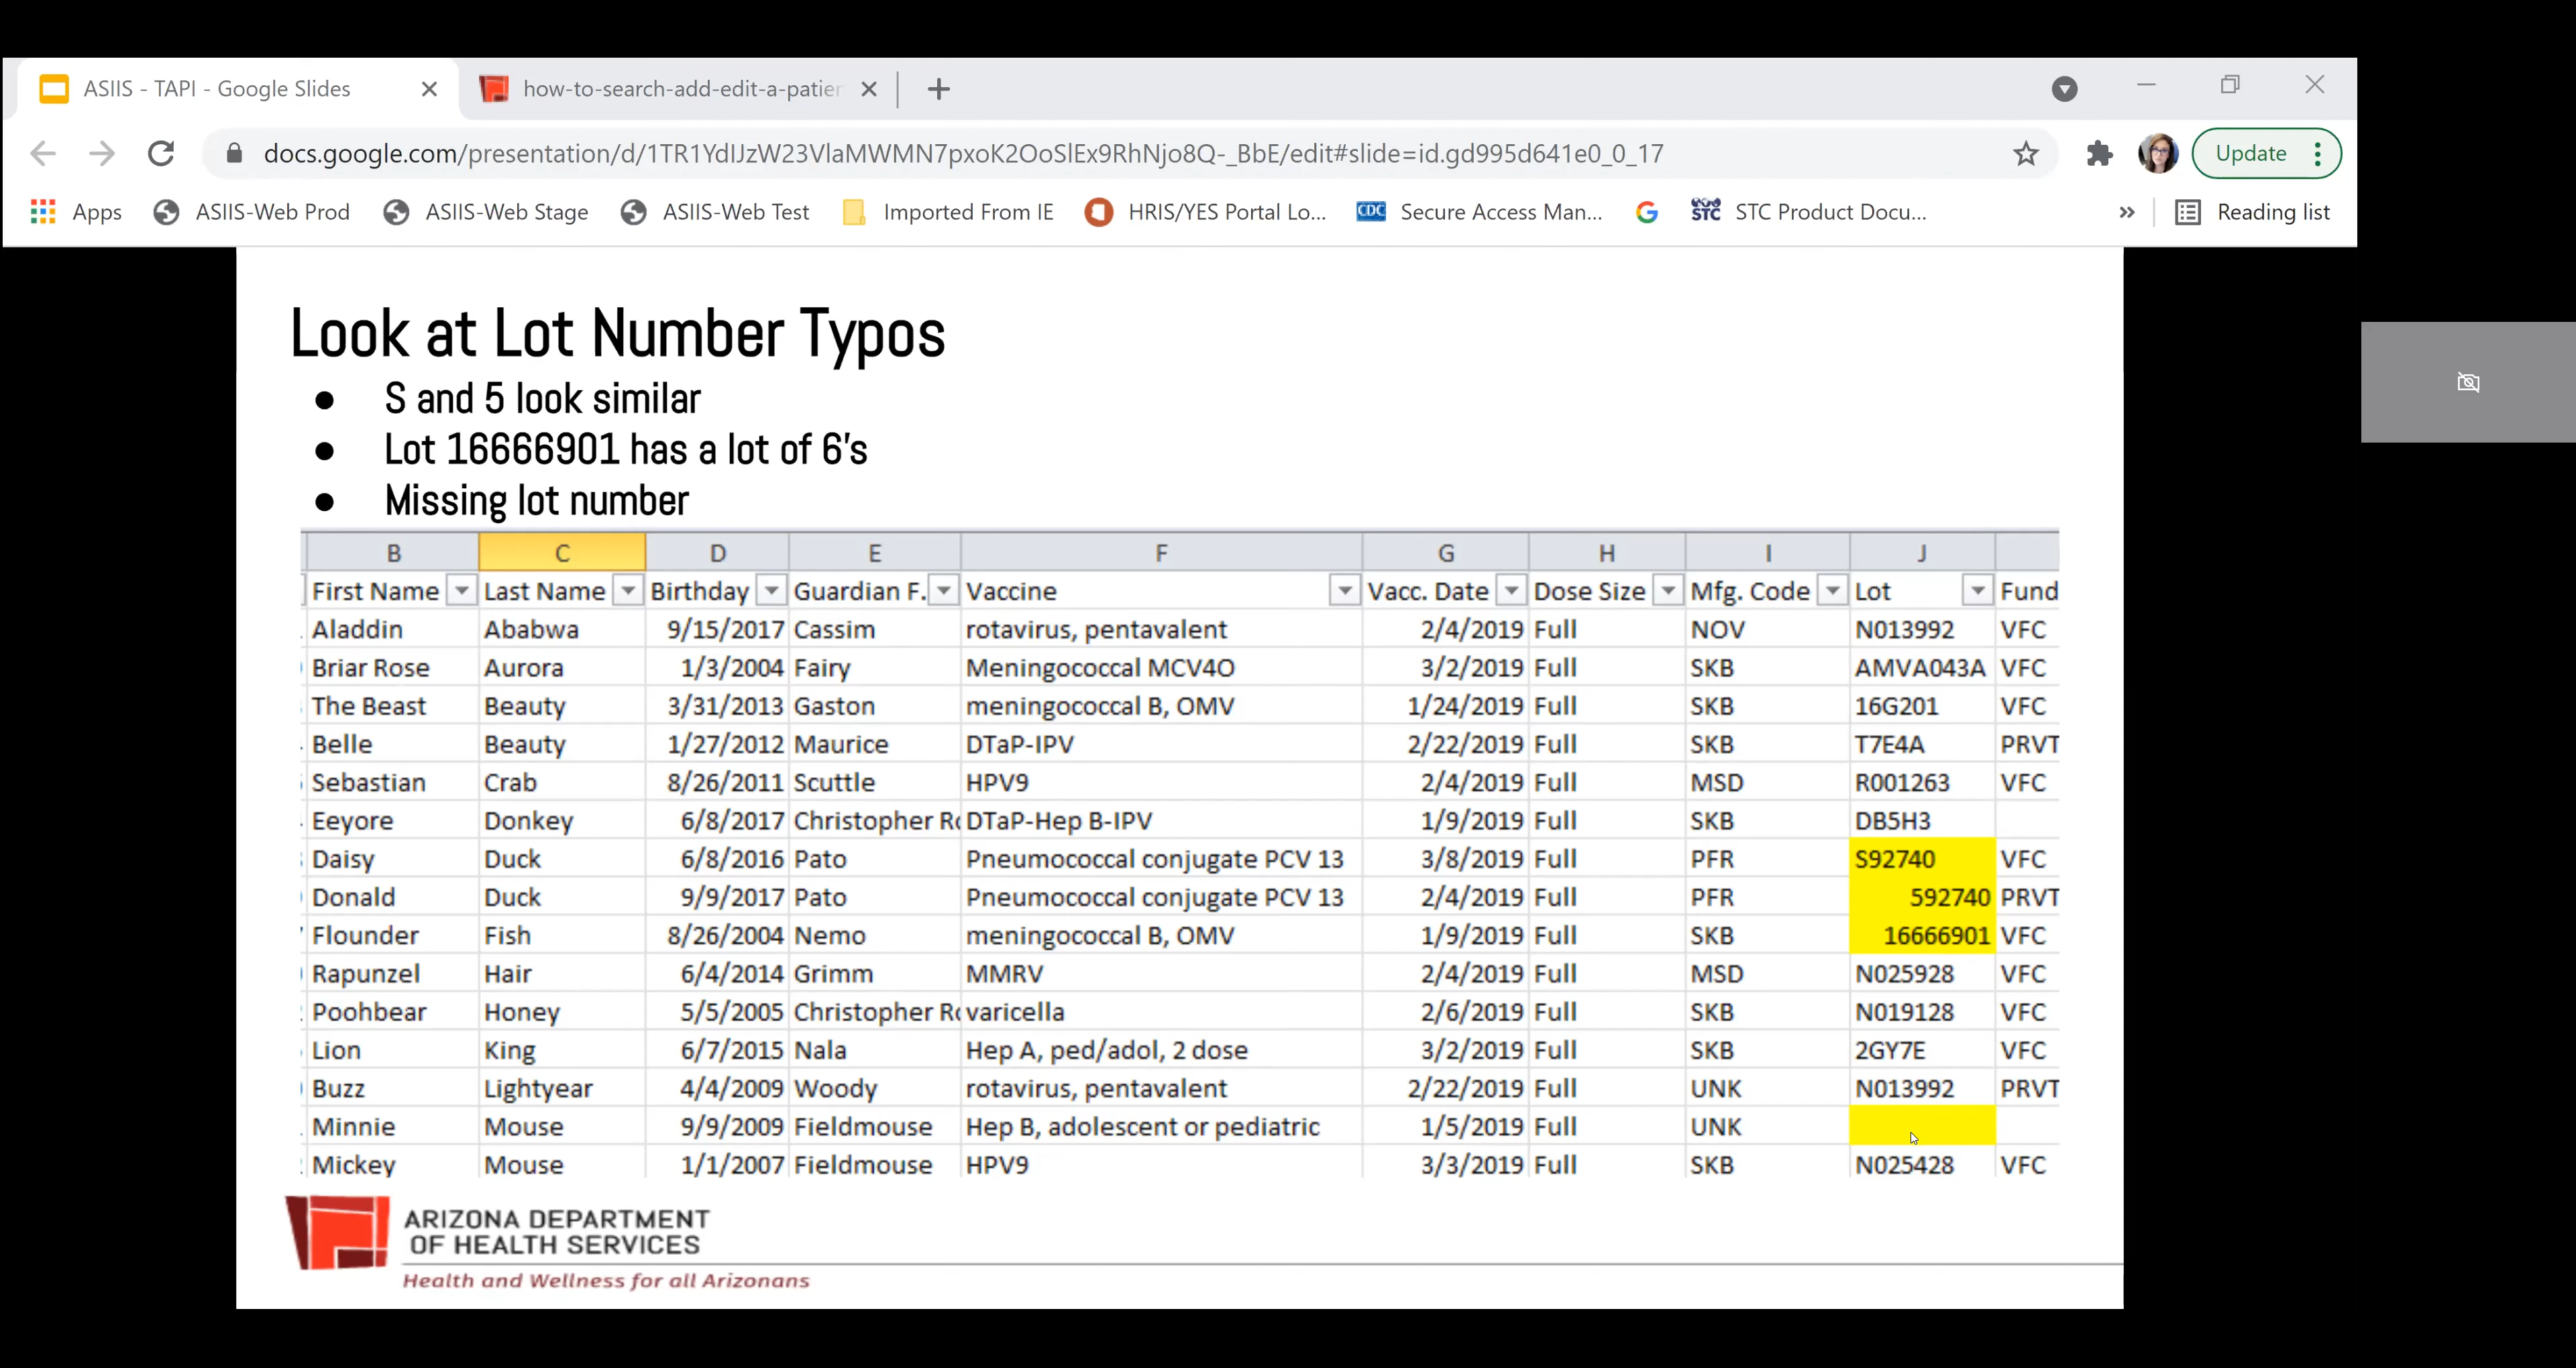 ASIIS - TAPI - Google Slides how-to-search-add-edit-a-patien
docs.google.com/presentation/d/1TR1YdIJzW23VlaMWMN7pxoK2OoSlEx9RhNjo8Q-_BbE/edit#slide=id.gd995d641e0_0_17 Update
Apps ASIIS-Web Prod ASIIS-Web Stage ASIIS-Web Test Imported From IE HRIS/YES Portal Lo... CDC Secure Access Man... STC STC Product Docu... » Reading list
Look at Lot Number Typos
● S and 5 look similar
● Lot 16666901 has a lot of 6's
● Missing lot number
B C D E F G H I J
First Name Last Name Birthday Guardian F. Vaccine Vacc. Date Dose Size Mfg. Code Lot Fund
Aladdin Ababwa 9/15/2017 Cassim rotavirus, pentavalent 2/4/2019 Full NOV N013992 VFC
Briar Rose Aurora 1/3/2004 Fairy Meningococcal MCV4O 3/2/2019 Full SKB AMVA043A VFC
The Beast Beauty 3/31/2013 Gaston meningococcal B, OMV 1/24/2019 Full SKB 16G201 VFC
Belle Beauty 1/27/2012 Maurice DTaP-IPV 2/22/2019 Full SKB T7E4A PRVT
Sebastian Crab 8/26/2011 Scuttle HPV9 2/4/2019 Full MSD R001263 VFC
Eeyore Donkey 6/8/2017 Christopher Ro DTaP-Hep B-IPV 1/9/2019 Full SKB DB5H3
Daisy Duck 6/8/2016 Pato Pneumococcal conjugate PCV 13 3/8/2019 Full PFR S92740 VFC
Donald Duck 9/9/2017 Pato Pneumococcal conjugate PCV 13 2/4/2019 Full PFR 592740 PRVT
Flounder Fish 8/26/2004 Nemo meningococcal B, OMV 1/9/2019 Full SKB 16666901 VFC
Rapunzel Hair 6/4/2014 Grimm MMRV 2/4/2019 Full MSD N025928 VFC
Poohbear Honey 5/5/2005 Christopher Ro varicella 2/6/2019 Full SKB N019128 VFC
Lion King 6/7/2015 Nala Hep A, ped/adol, 2 dose 3/2/2019 Full SKB 2GY7E VFC
Buzz Lightyear 4/4/2009 Woody rotavirus, pentavalent 2/22/2019 Full UNK N013992 PRVT
Minnie Mouse 9/9/2009 Fieldmouse Hep B, adolescent or pediatric 1/5/2019 Full UNK
Mickey Mouse 1/1/2007 Fieldmouse HPV9 3/3/2019 Full SKB N025428 VFC
ARIZONA DEPARTMENT
OF HEALTH SERVICES
Health and Wellness for all Arizonans